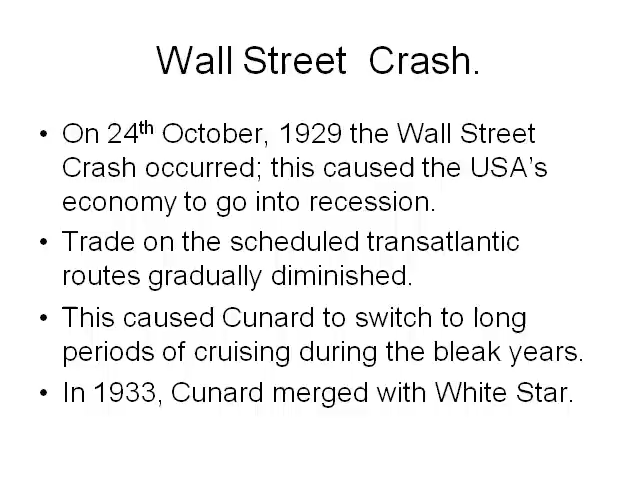 Wall Street  Crash.
• On 24th October, 1929 the Wall Street
Crash occurred; this caused the USA's
economy to go into recession.
• Trade on the scheduled transatlantic
routes gradually diminished.
• This caused Cunard to switch to long
periods of cruising during the bleak years.
• In 1933, Cunard merged with White Star.